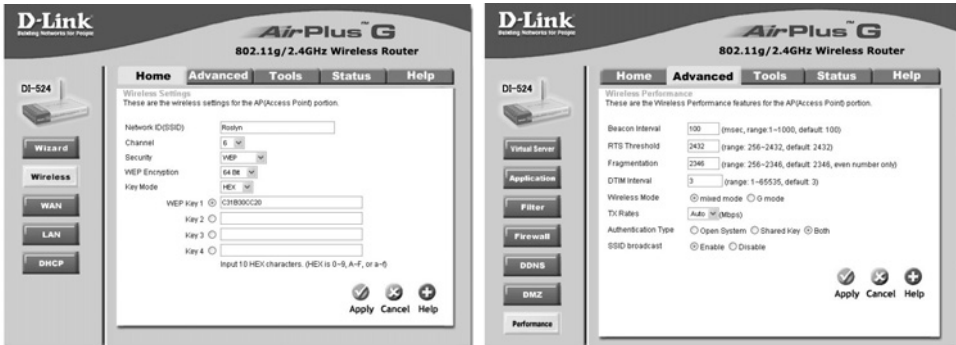 D-Link
Building Networks for People
AirPlus™ G
802.11g/2.4GHz Wireless Router
DI-524
Home Advanced Tools Status Help
Wizard
Wireless
WAN
LAN
DHCP
Wireless Settings
These are the wireless settings for the AP(Access Point) portion.
Network ID(SSID) Roslyn
Channel 6
Security WEP
WEP Encryption 64 Bit
Key Mode HEX
WEP Key 1 C31B00CC20
Key 2
Key 3
Key 4
Input 10 HEX characters. (HEX is 0~9, A~F, or a~f)
Apply Cancel Help
D-Link
Building Networks for People
AirPlus™ G
802.11g/2.4GHz Wireless Router
DI-524
Home Advanced Tools Status Help
Virtual Server
Application
Filter
Firewall
DDNS
DMZ
Performance
Wireless Performance
These are the Wireless Performance features for the AP(Access Point) portion.
Beacon Interval 100 (msec, range:1~1000, default: 100)
RTS Threshold 2432 (range: 256~2432, default: 2432)
Fragmentation 2346 (range: 256~2346, default: 2346, even number only)
DTIM Interval 3 (range: 1~65535, default: 3)
Wireless Mode mixed mode G mode
TX Rates Auto (Mbps)
Authentication Type Open System Shared Key Both
SSID broadcast Enable Disable
Apply Cancel Help